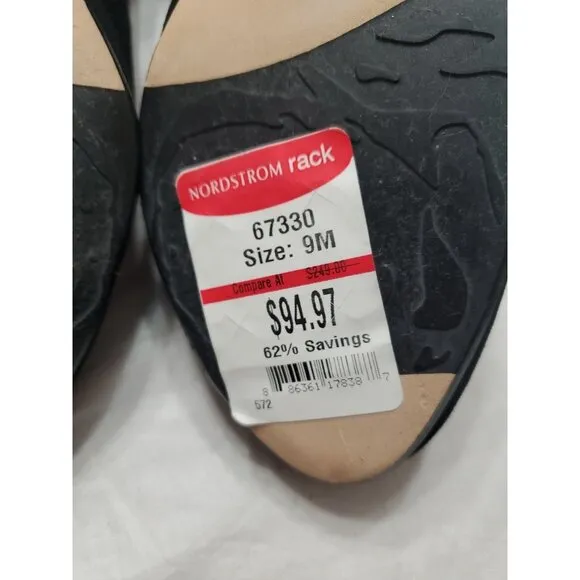 NORDSTROM rack
67330
Size: 9M
Compare At $249.00
$94.97
62% Savings
8 86361 17838 7
572